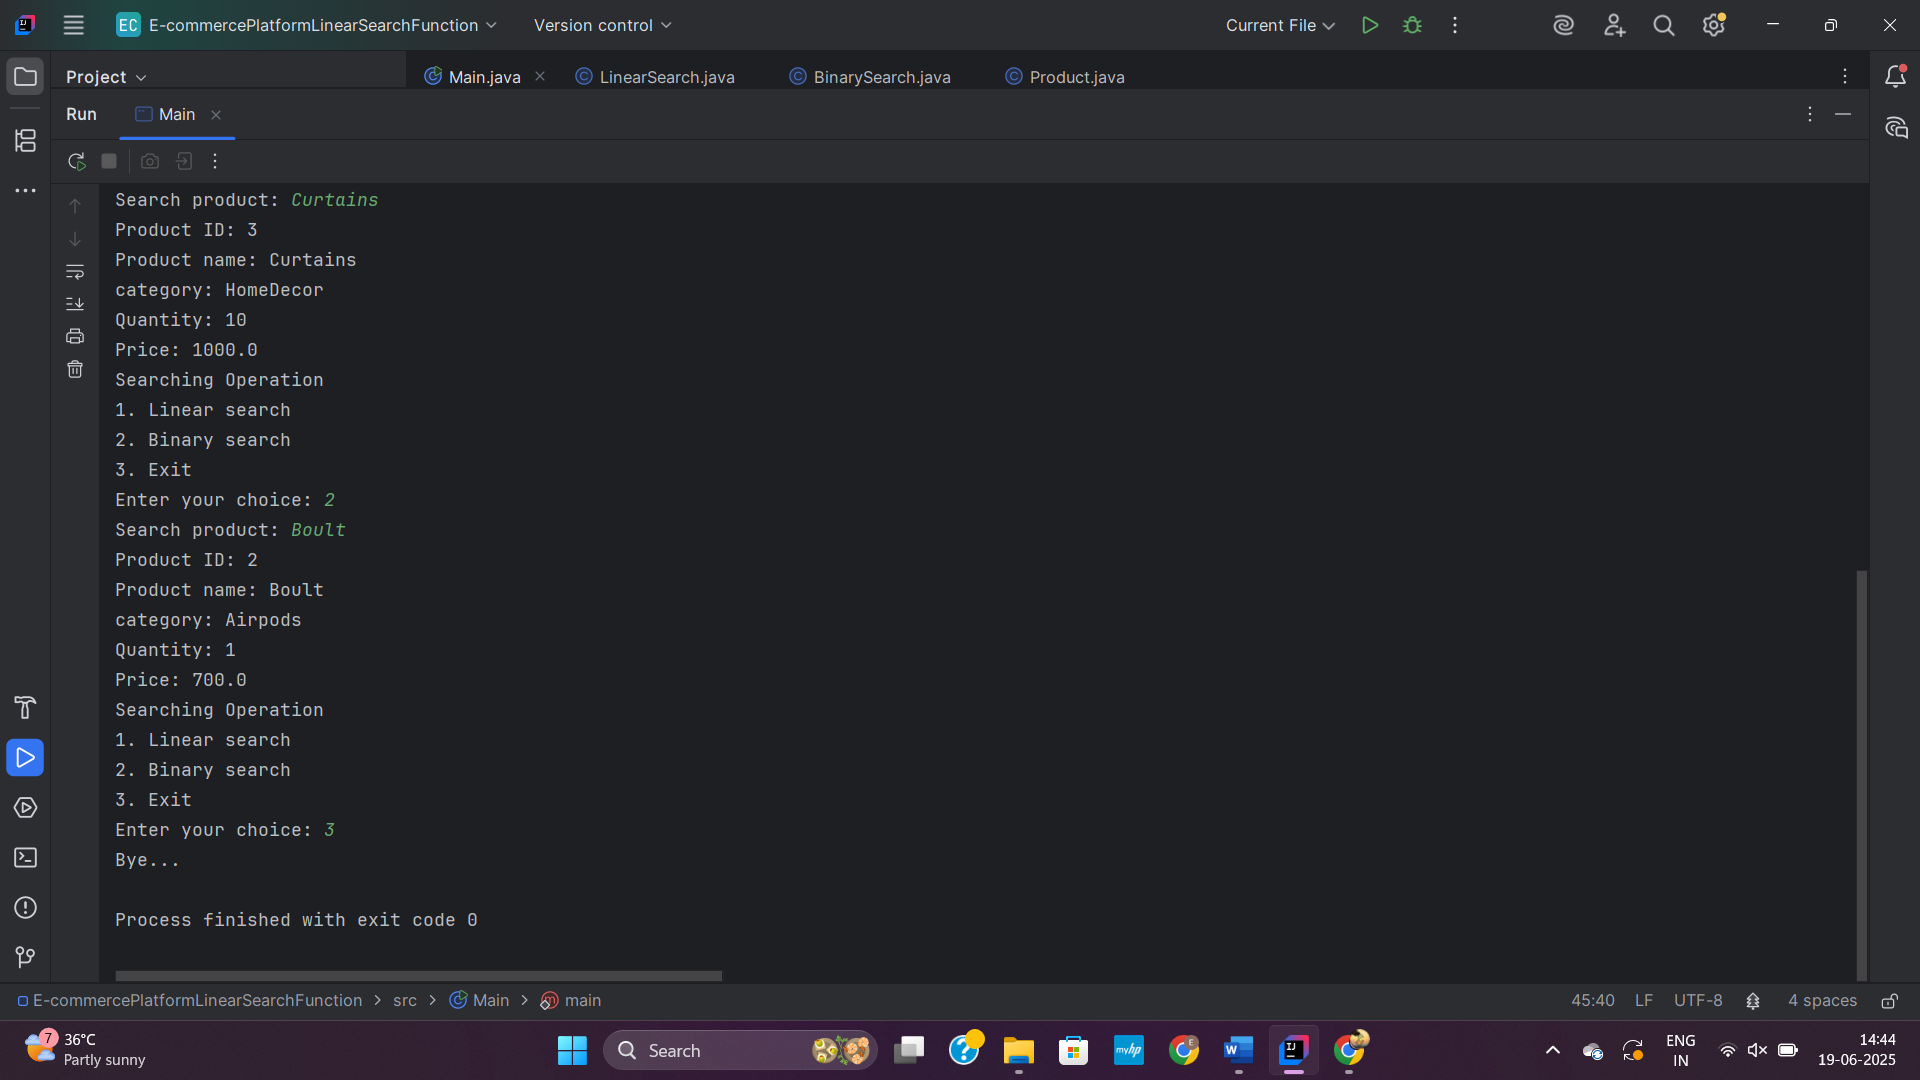 EC E-commercePlatformLinearSearchFunction Version control Current File
Project Main.java LinearSearch.java BinarySearch.java Product.java
Run Main
Search product: Curtains
Product ID: 3
Product name: Curtains
category: HomeDecor
Quantity: 10
Price: 1000.0
Searching Operation
1. Linear search
2. Binary search
3. Exit
Enter your choice: 2
Search product: Boult
Product ID: 2
Product name: Boult
category: Airpods
Quantity: 1
Price: 700.0
Searching Operation
1. Linear search
2. Binary search
3. Exit
Enter your choice: 3
Bye...
Process finished with exit code 0
E-commercePlatformLinearSearchFunction > src > Main > main 45:40 LF UTF-8 4 spaces
7 36°C
Partly sunny
Search
myhp
ENG
IN
14:44
19-06-2025